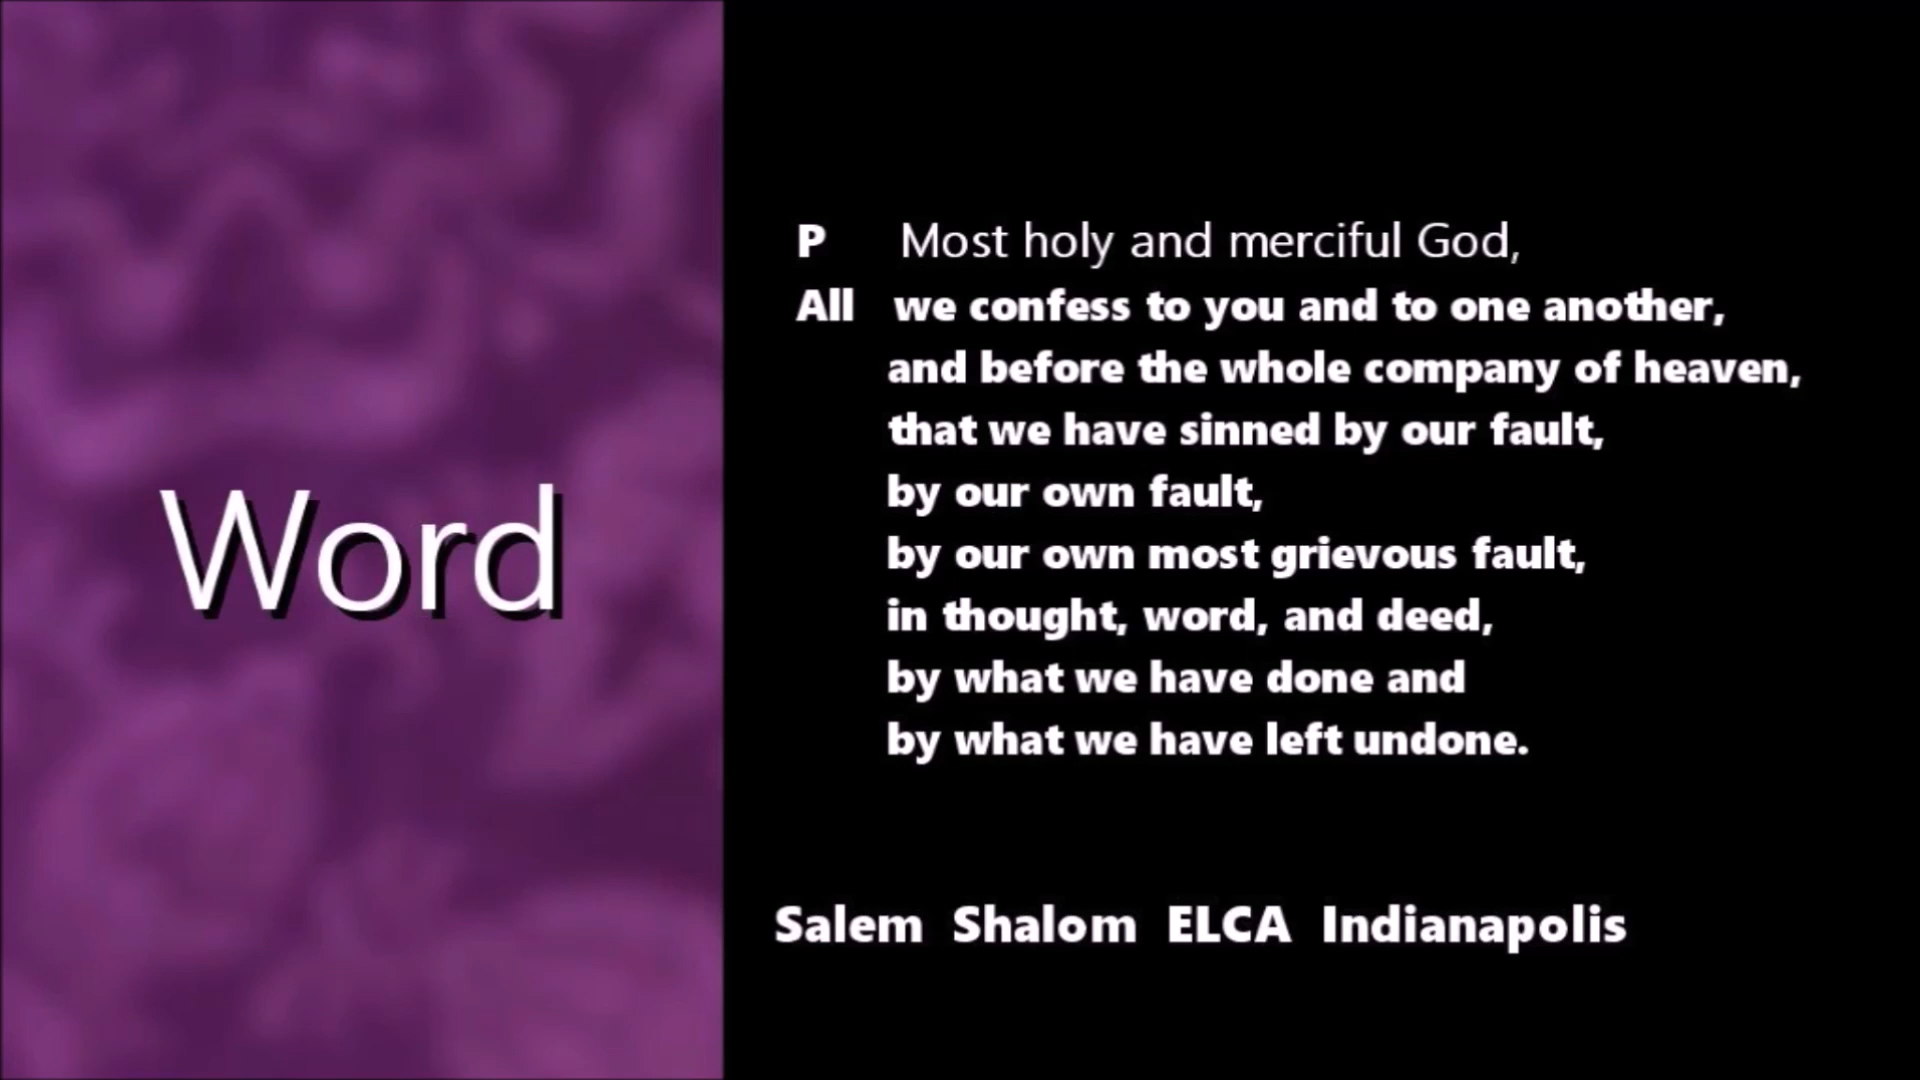 Word
P Most holy and merciful God,
All we confess to you and to one another,
and before the whole company of heaven,
that we have sinned by our fault,
by our own fault,
by our own most grievous fault,
in thought, word, and deed,
by what we have done and
by what we have left undone.
Salem Shalom ELCA Indianapolis